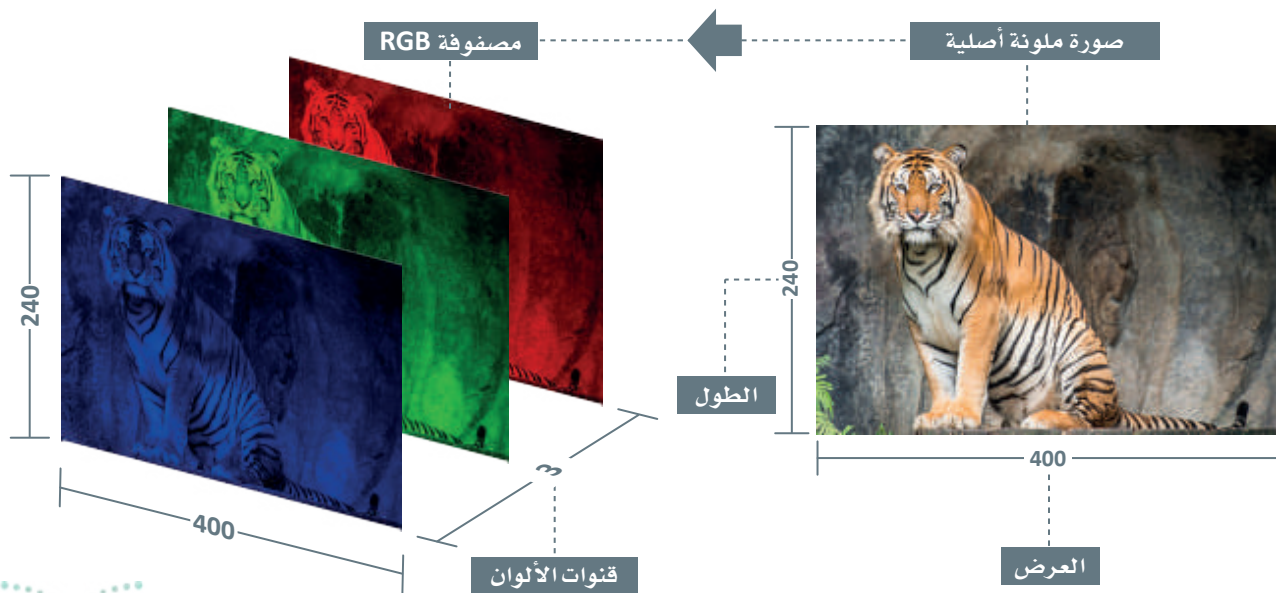 صورة ملونة أصلية
مصفوفة RGB
240
الطول
400
العرض
240
400
3
قنوات الألوان